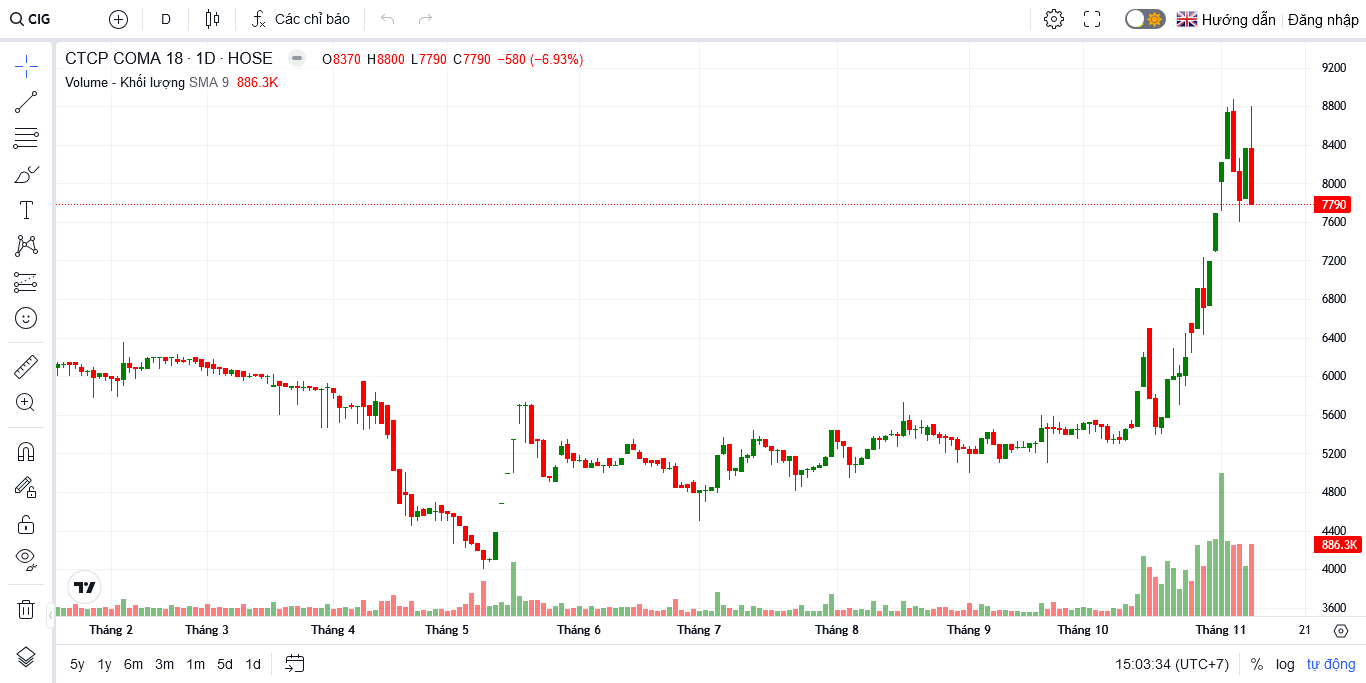 CIG D Các chỉ báo Hướng dẫn Đăng nhập
CTCP COMA 18 · 1D · HOSE O8370 H8800 L7790 C7790 −580 (−6.93%)
Volume - Khối lượng SMA 9 886.3K
9200
8800
8400
8000
7790
7600
7200
6800
6400
6000
5600
5200
4800
4400
886.3K
4000
3600
Tháng 2 Tháng 3 Tháng 4 Tháng 5 Tháng 6 Tháng 7 Tháng 8 Tháng 9 Tháng 10 Tháng 11 21
5y 1y 6m 3m 1m 5d 1d 15:03:34 (UTC+7) % log tự động